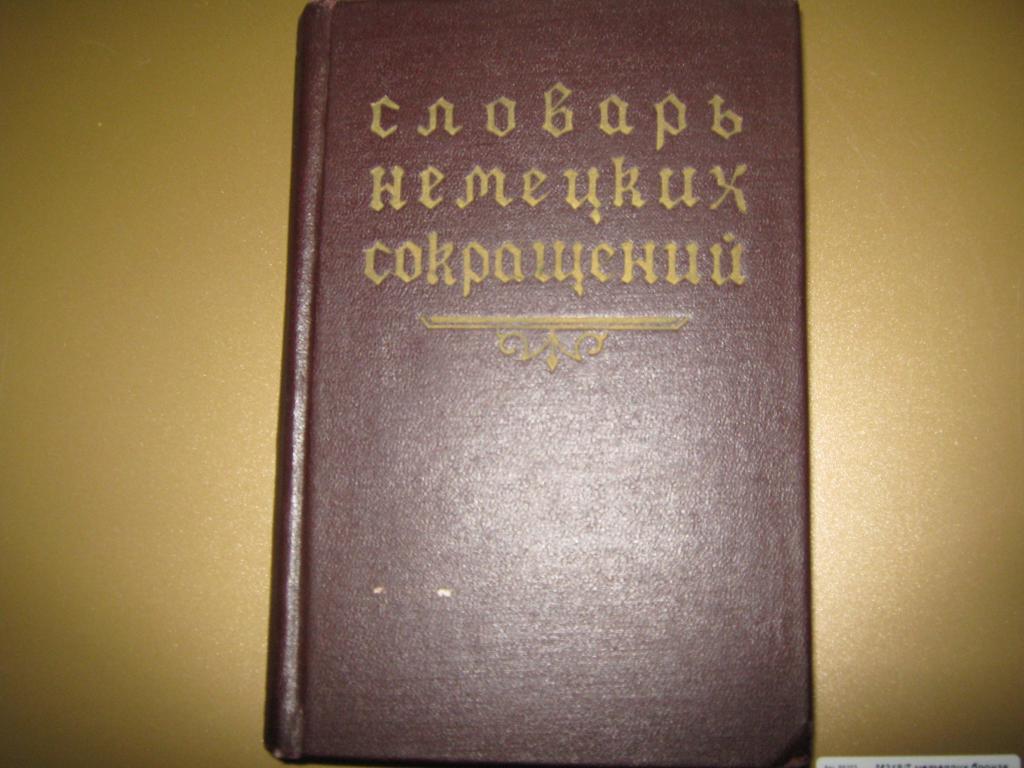 словарь
немецких
сокращений